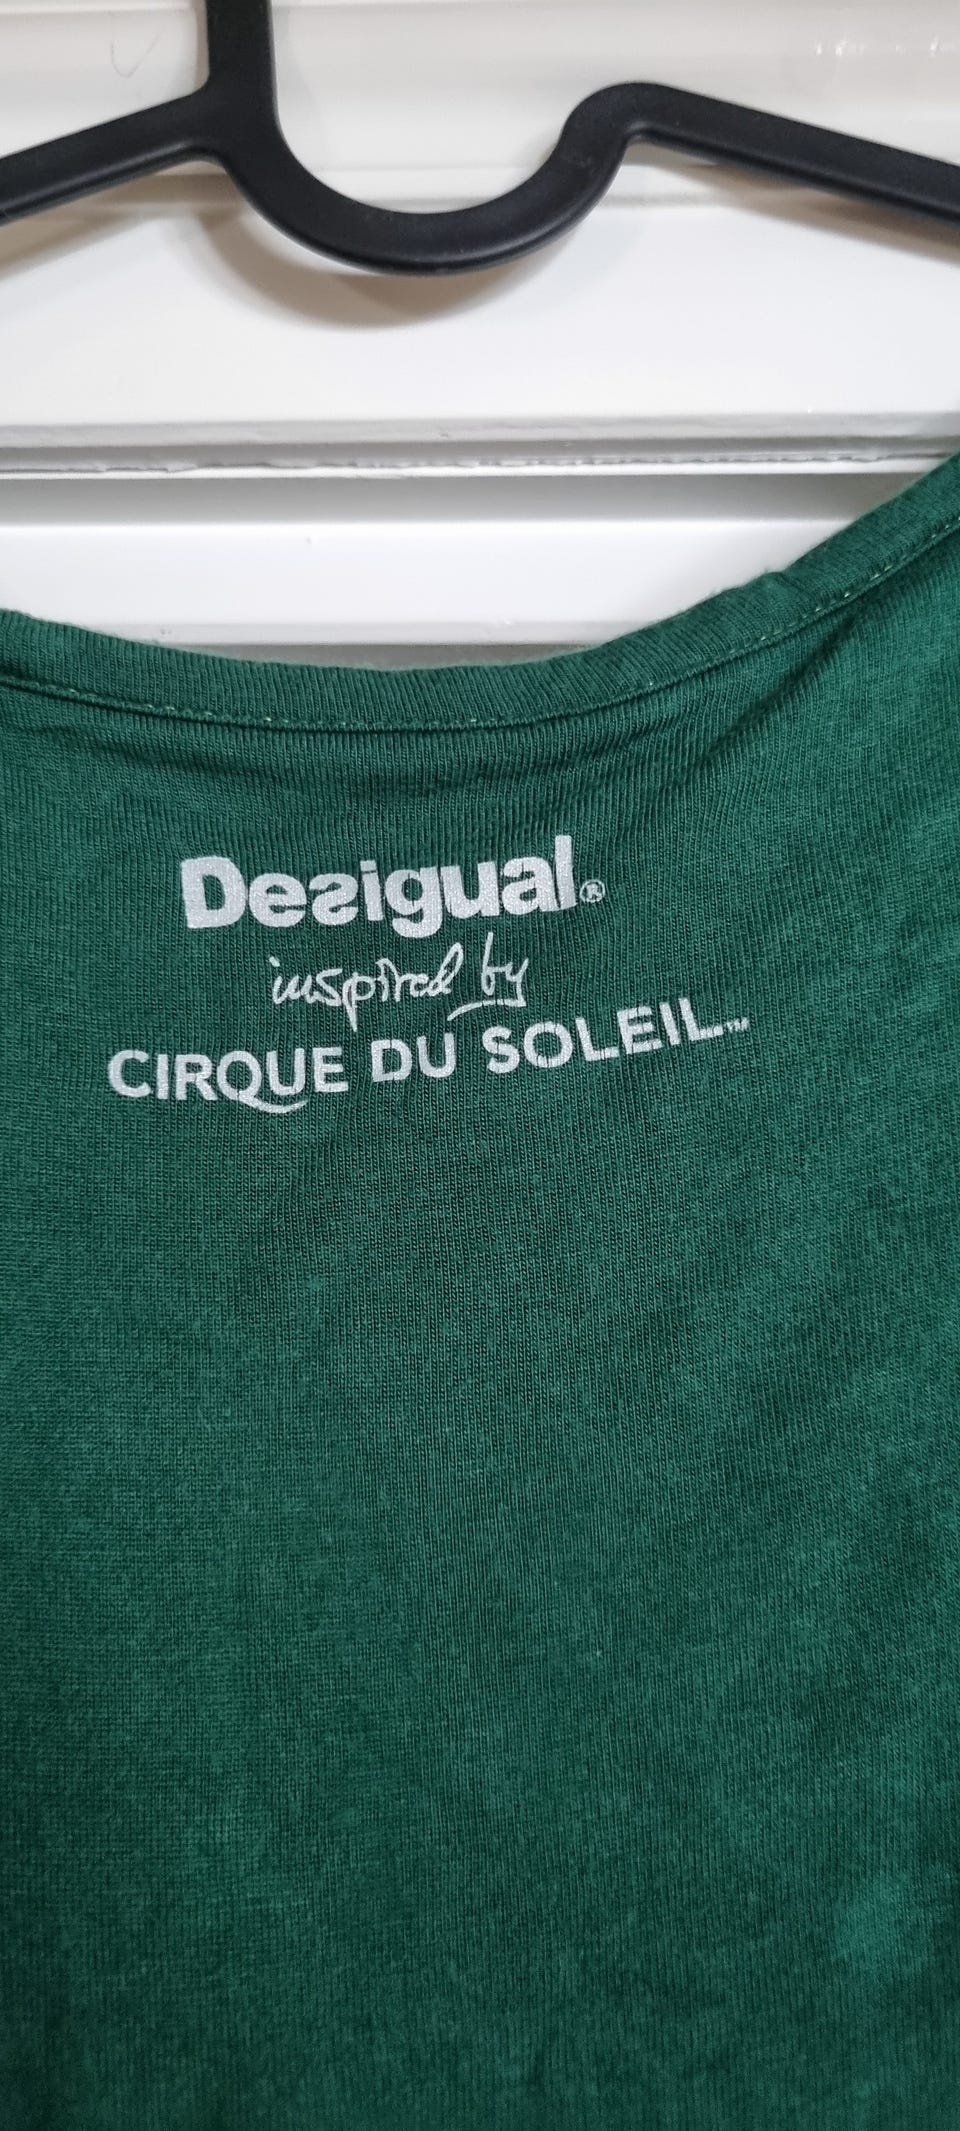 Desigual®
inspired by
CIRQUE DU SOLEIL™